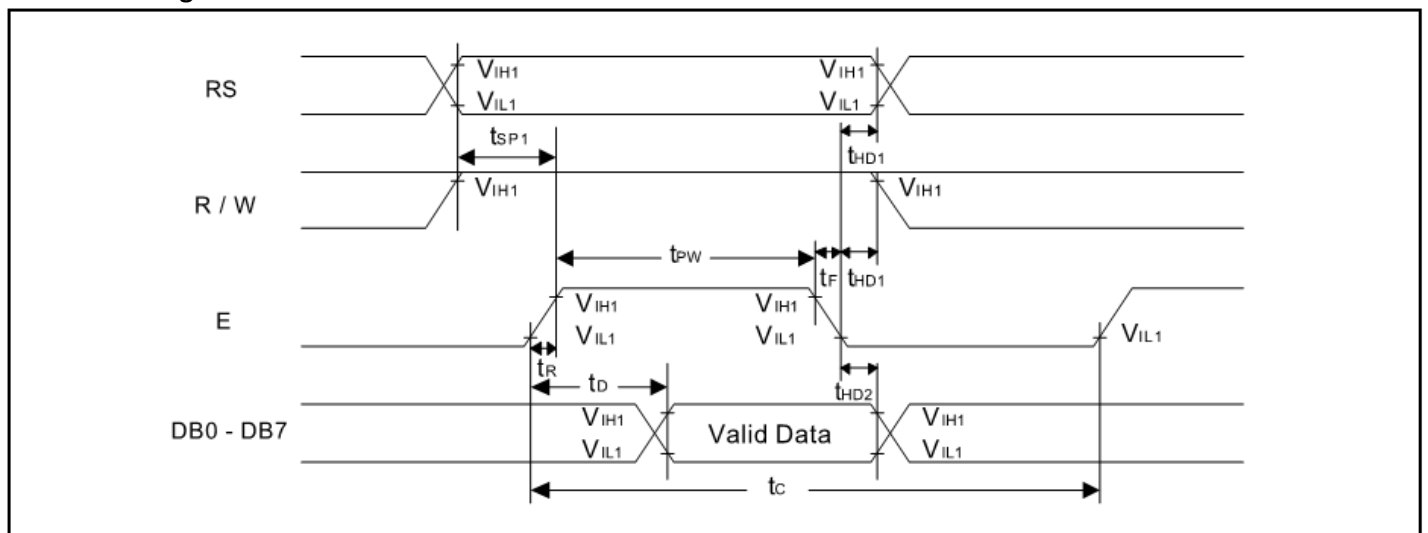 g
RS
VIH1
VIL1
VIH1
VIL1
tSP1
tHD1
R / W
VIH1
VIH1
tPW
tF
tHD1
E
VIH1
VIL1
VIH1
VIL1
VIL1
tR
tD
tHD2
DB0 - DB7
VIH1
VIL1
Valid Data
VIH1
VIL1
tC